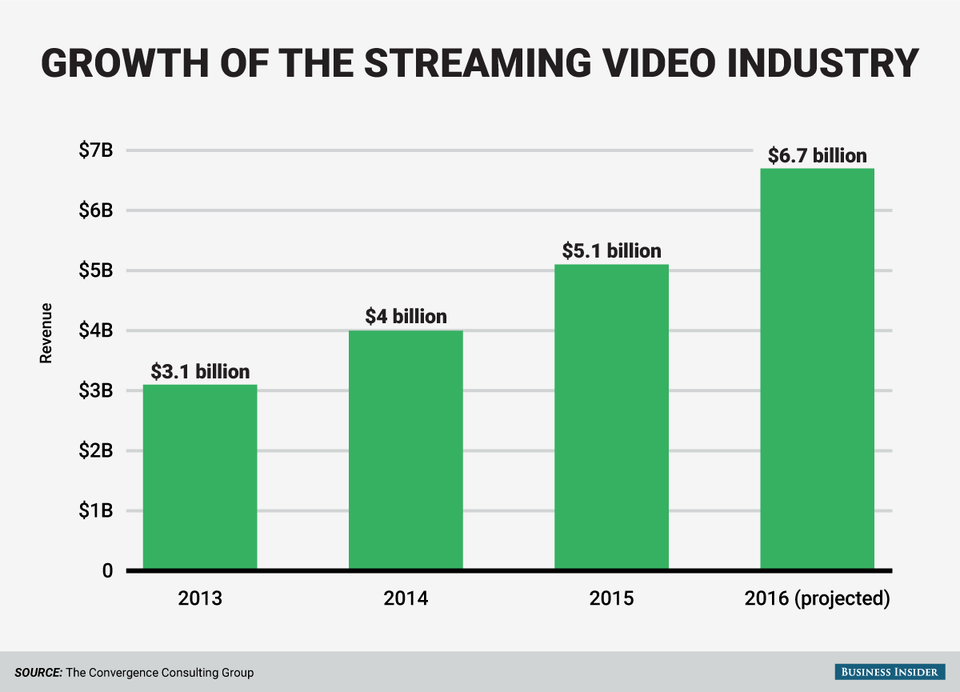 GROWTH OF THE STREAMING VIDEO INDUSTRY
$7B
$6.7 billion
$6B
$5.1 billion
$5B
$4 billion
$4B
Revenue
$3.1 billion
$3B
$2B
$1B
0
2013
2014
2015
2016 (projected)
SOURCE: The Convergence Consulting Group
BUSINESS INSIDER